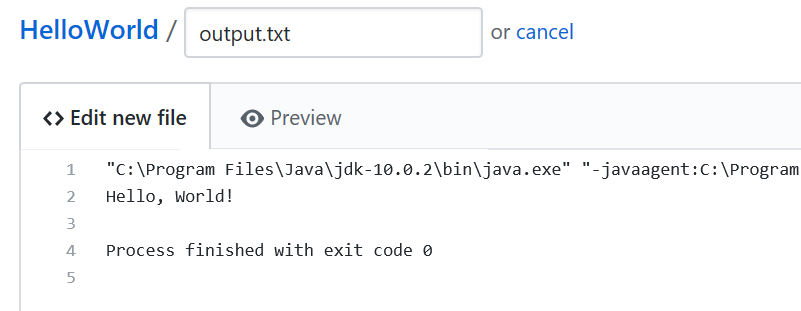 HelloWorld / output.txt or cancel
<> Edit new file Preview
1 "C:\Program Files\Java\jdk-10.0.2\bin\java.exe" "-javaagent:C:\Program
2 Hello, World!
3
4 Process finished with exit code 0
5